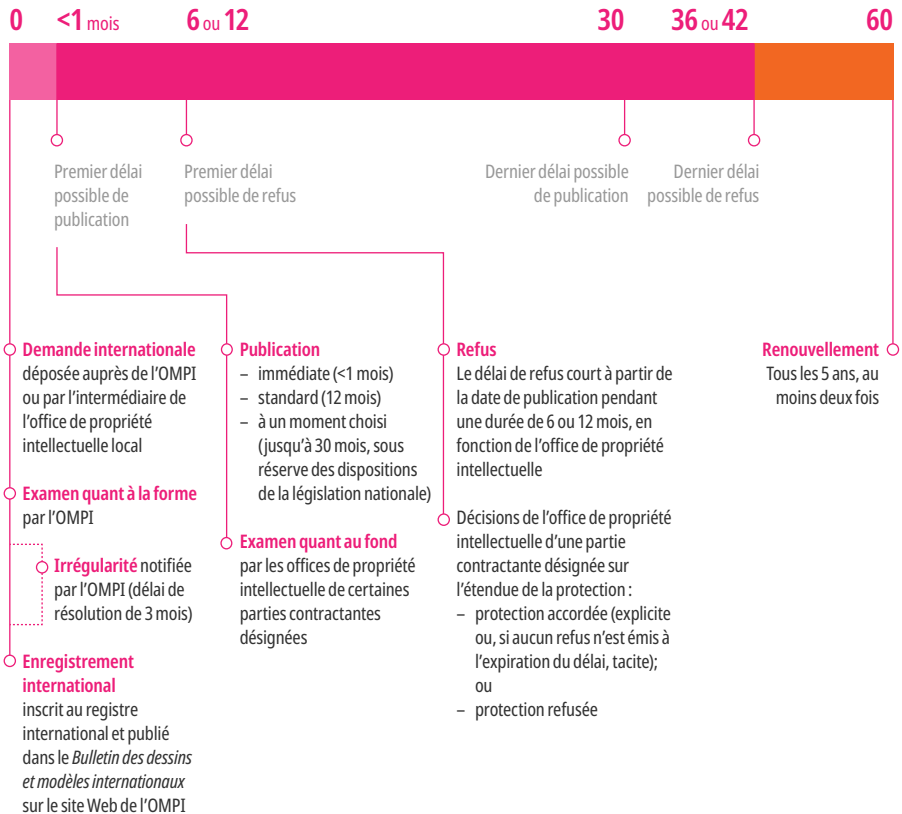 0 <1 mois 6 ou 12 30 36 ou 42 60
Premier délai
possible de
publication
Premier délai
possible de refus
Dernier délai possible
de publication
Dernier délai
possible de refus
Demande internationale
déposée auprès de l’OMPI
ou par l’intermédiaire de
l’office de propriété
intellectuelle local
Examen quant à la forme
par l’OMPI
Irrégularité notifiée
par l’OMPI (délai de
résolution de 3 mois)
Enregistrement
international
inscrit au registre
international et publié
dans le Bulletin des dessins
et modèles internationaux
sur le site Web de l’OMPI
Publication
– immédiate (<1 mois)
– standard (12 mois)
– à un moment choisi
(jusqu’à 30 mois, sous
réserve des dispositions
de la législation nationale)
Examen quant au fond
par les offices de propriété
intellectuelle de certaines
parties contractantes
désignées
Refus
Le délai de refus court à partir de
la date de publication pendant
une durée de 6 ou 12 mois, en
fonction de l’office de propriété
intellectuelle
Décisions de l’office de propriété
intellectuelle d’une partie
contractante désignée sur
l’étendue de la protection :
– protection accordée (explicite
ou, si aucun refus n’est émis à
l’expiration du délai, tacite);
ou
– protection refusée
Renouvellement
Tous les 5 ans, au
moins deux fois